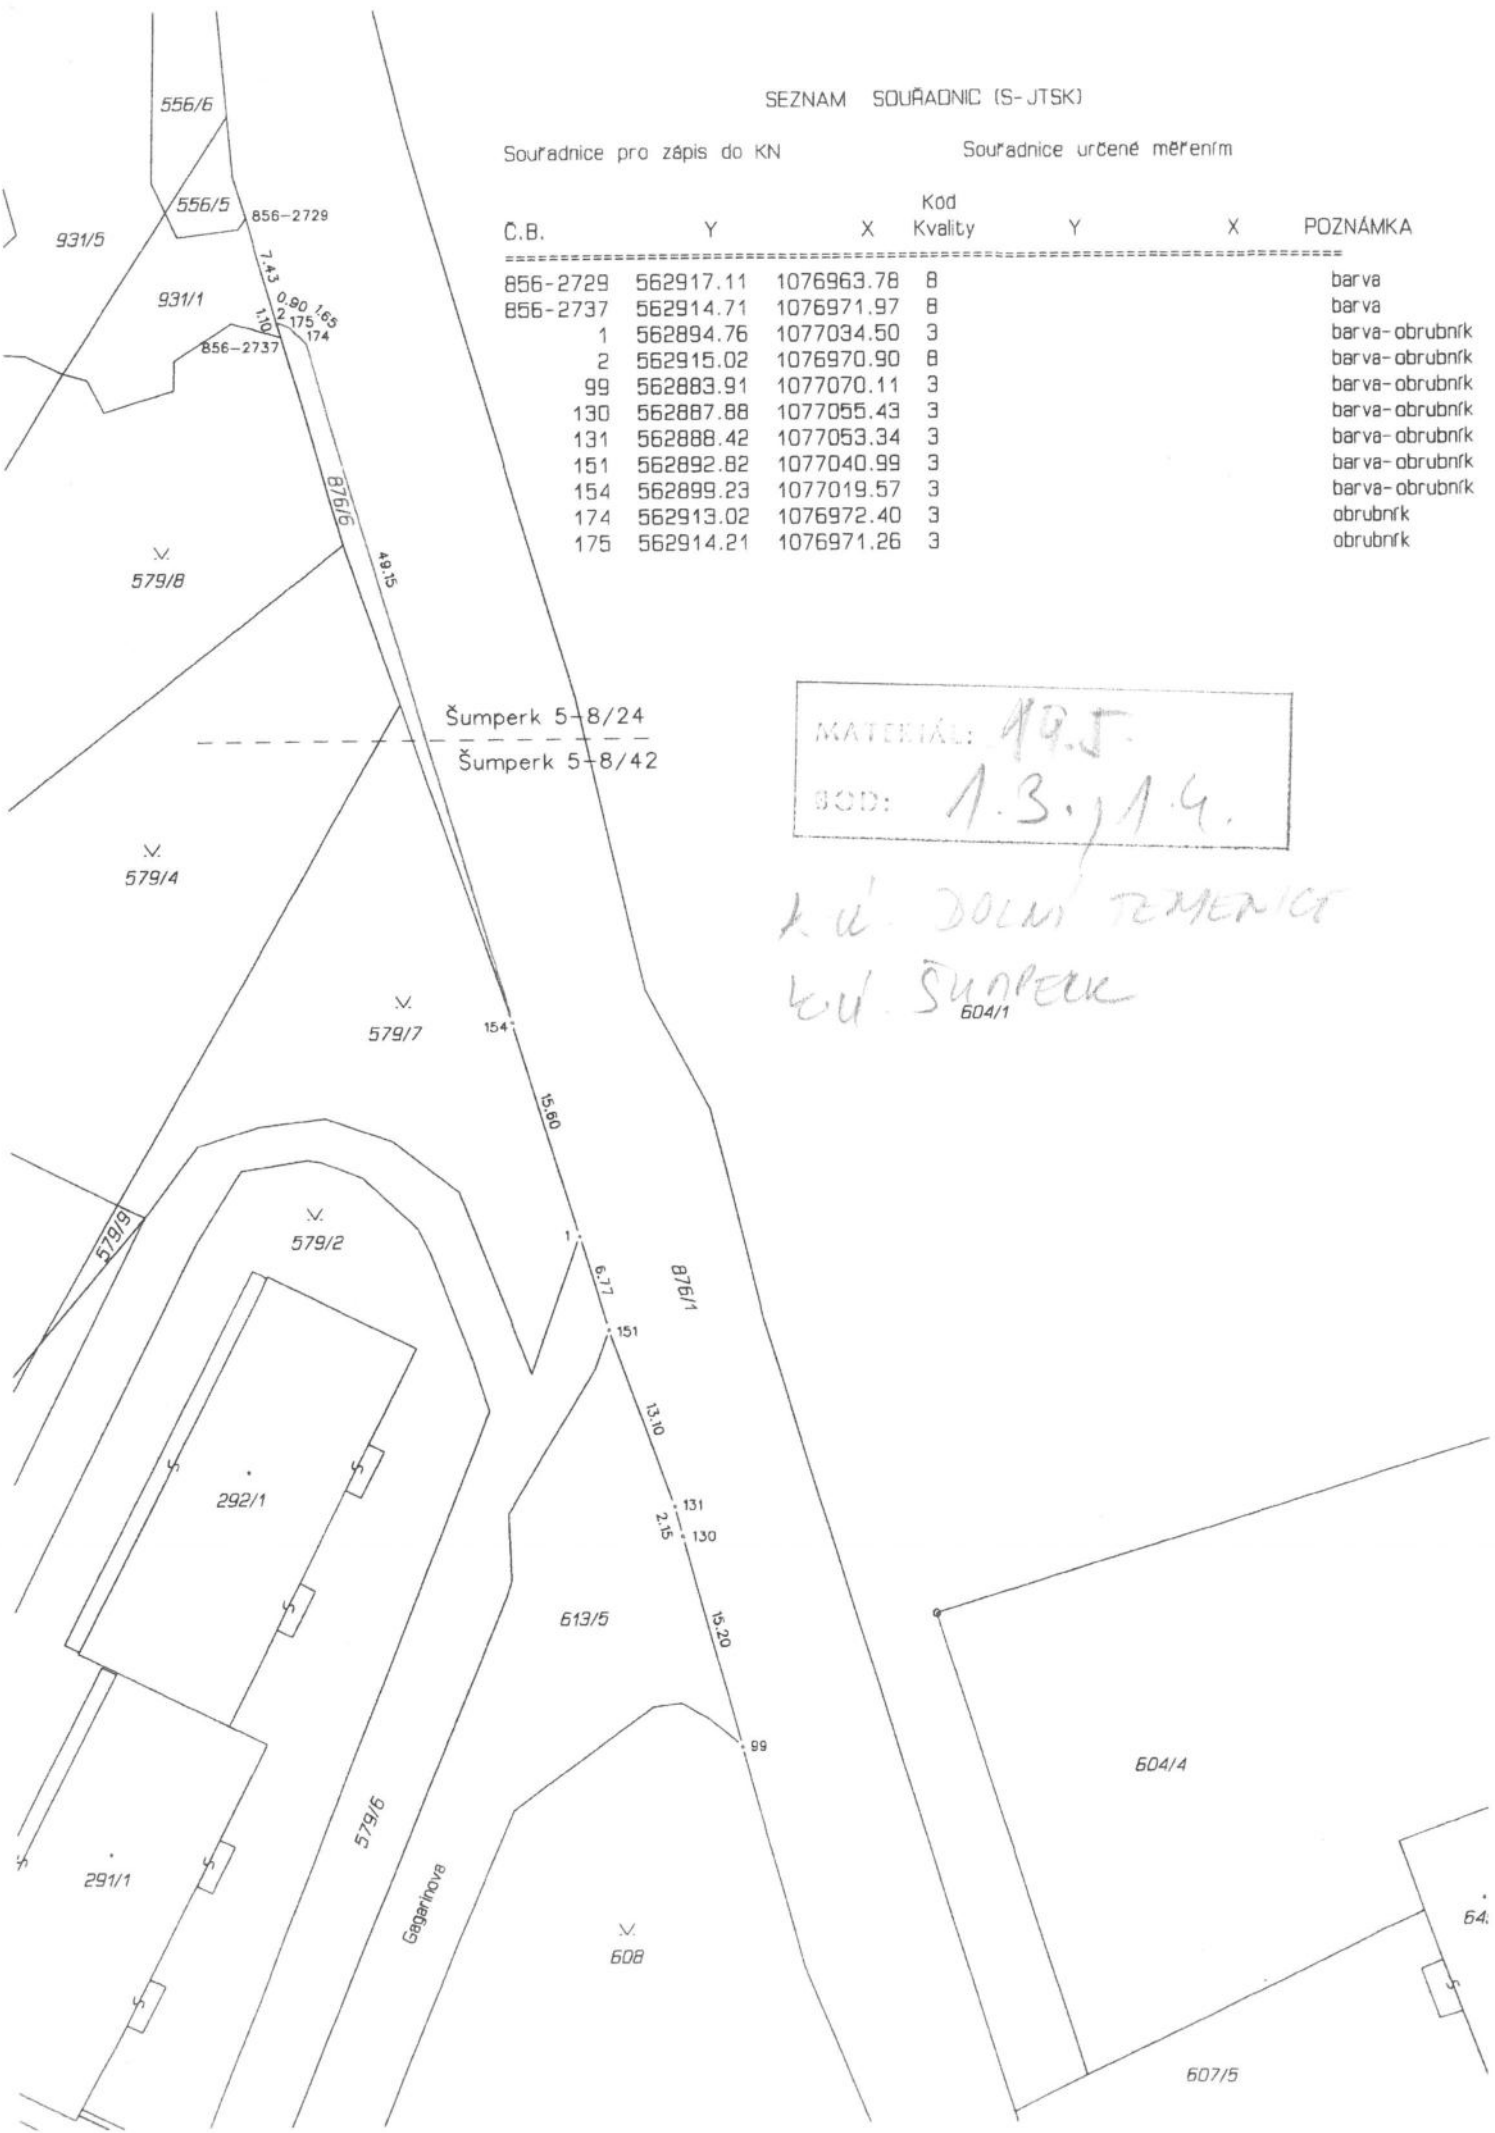 SEZNAM SOUŘADNIC (S-JTSK)
Souřadnice pro zápis do KN Souřadnice určené měřením
Č.B. Y X Kód Kvality Y X POZNÁMKA
856-2729 562917.11 1076963.78 8 barva
856-2737 562914.71 1076971.97 8 barva
1 562894.76 1077034.50 3 barva-obrubník
2 562915.02 1076970.90 8 barva-obrubník
99 562883.91 1077070.11 3 barva-obrubník
130 562887.88 1077055.43 3 barva-obrubník
131 562888.42 1077053.34 3 barva-obrubník
151 562892.82 1077040.99 3 barva-obrubník
154 562899.23 1077019.57 3 barva-obrubník
174 562913.02 1076972.40 3 obrubník
175 562914.21 1076971.26 3 obrubník
556/6
556/5
856-2729
931/5
7.43
931/1
0.90 1.65
1.10
2 175
174
856-2737
876/6
579/8
49.15
Šumperk 5-8/24
Šumperk 5-8/42
MATERIÁL: 19.5.
BOD: 1.3., 1.4.
579/4
k.ú. DOLNÍ TEMENICE
k.ú. ŠUMPERK
604/1
579/7
154
15.60
579/9
579/2
1
6.77
876/1
151
13.10
292/1
131
2.15
130
613/5
15.20
99
604/4
579/6
291/1
Gagarinova
608
607/5